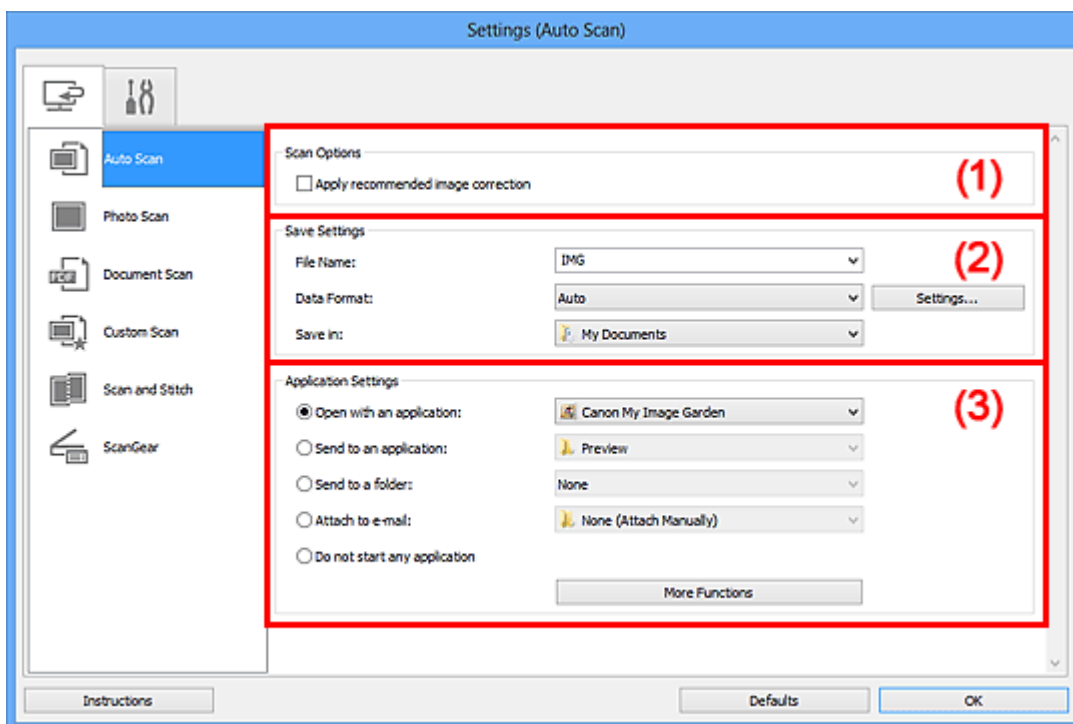 Settings (Auto Scan)
Auto Scan
Photo Scan
Document Scan
Custom Scan
Scan and Stitch
ScanGear
Scan Options
Apply recommended image correction
(1)
Save Settings
(2)
File Name: IMG
Data Format: Auto Settings...
Save in: My Documents
Application Settings
(3)
Open with an application: Canon My Image Garden
Send to an application: Preview
Send to a folder: None
Attach to e-mail: None (Attach Manually)
Do not start any application
More Functions
Instructions Defaults OK